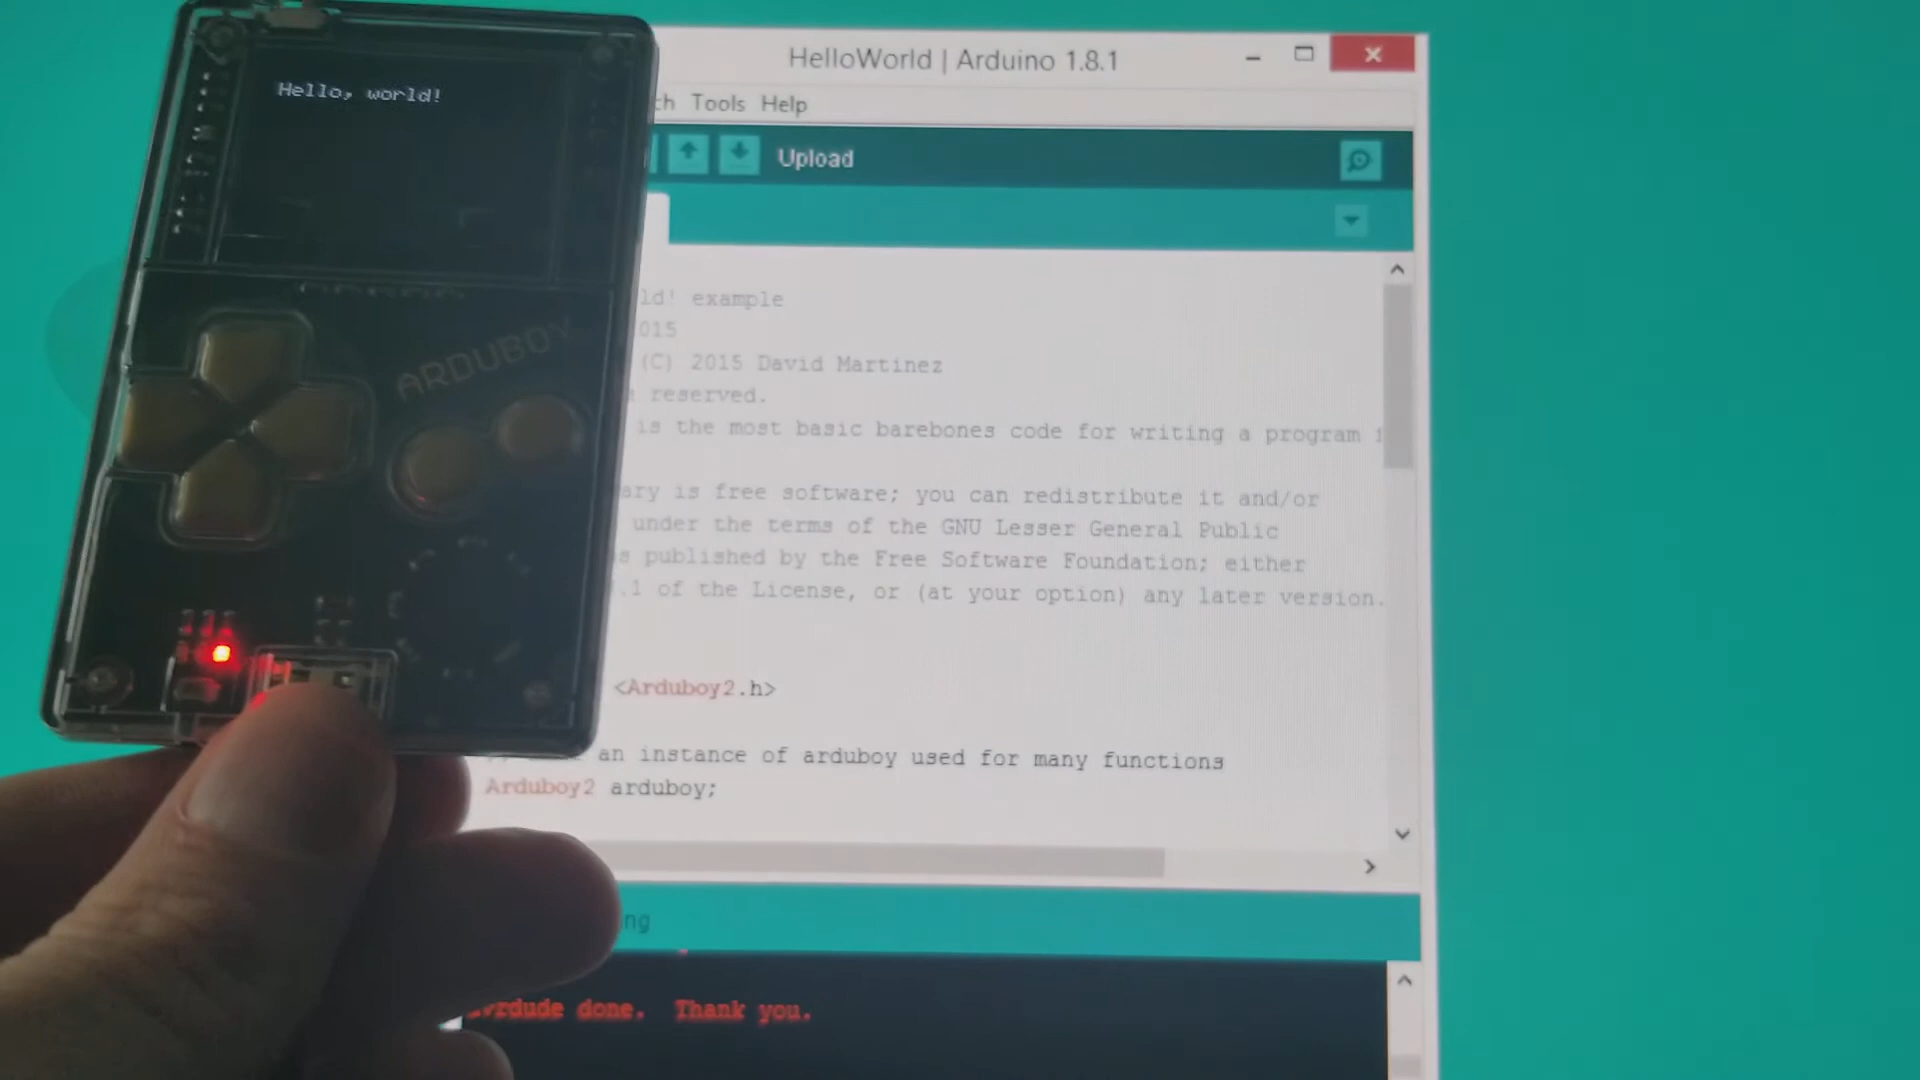 HelloWorld | Arduino 1.8.1
Hello, world!
Tools Help
Upload
example
015
(C) 2015 David Martinez
reserved.
is the most basic barebones code for writing a program i
ARDUBOY
ary is free software; you can redistribute it and/or
under the terms of the GNU Lesser General Public
published by the Free Software Foundation; either
.1 of the License, or (at your option) any later version.
<Arduboy2.h>
an instance of arduboy used for many functions
Arduboy2 arduboy;
ng
avrdude done. Thank you.